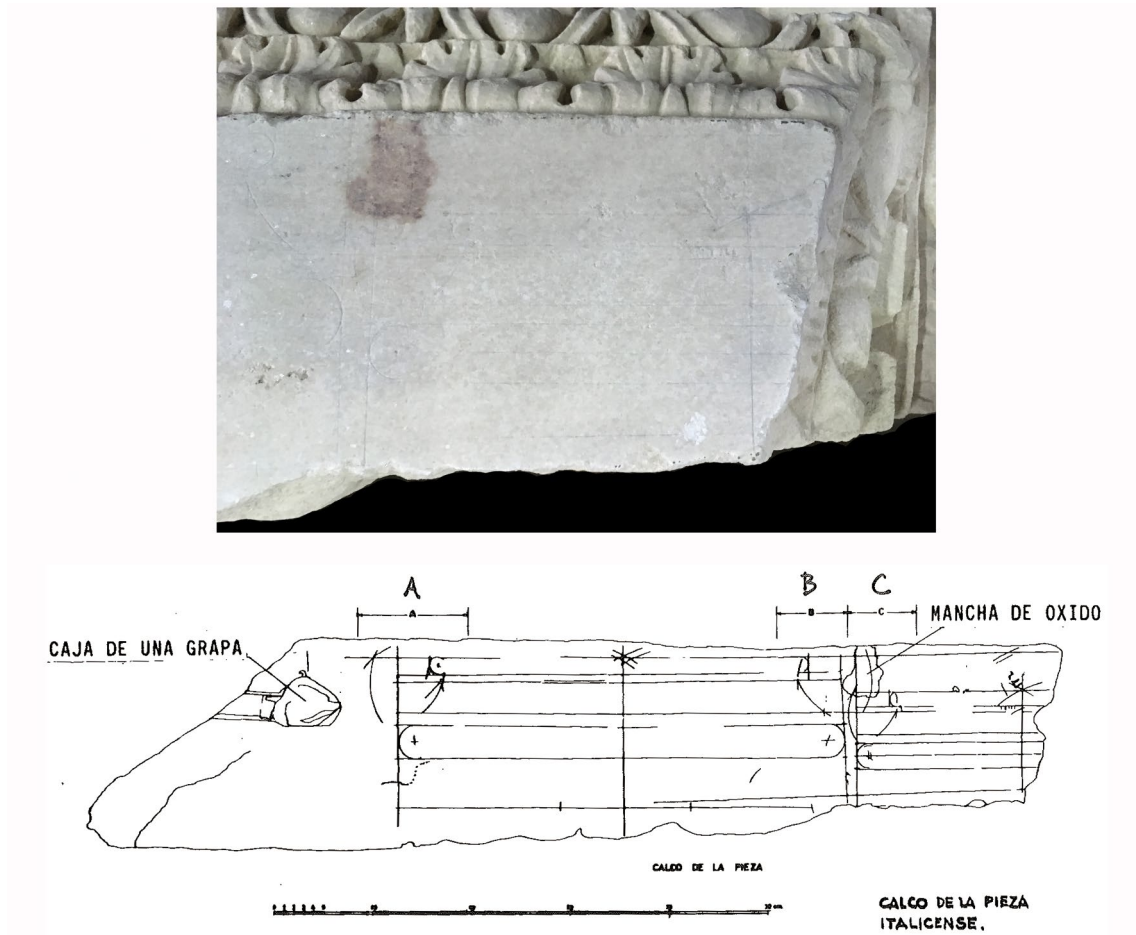 A B C
A B C
MANCHA DE OXIDO
CAJA DE UNA GRAPA
CALCO DE LA PIEZA
CALCO DE LA PIEZA
ITALICENSE.